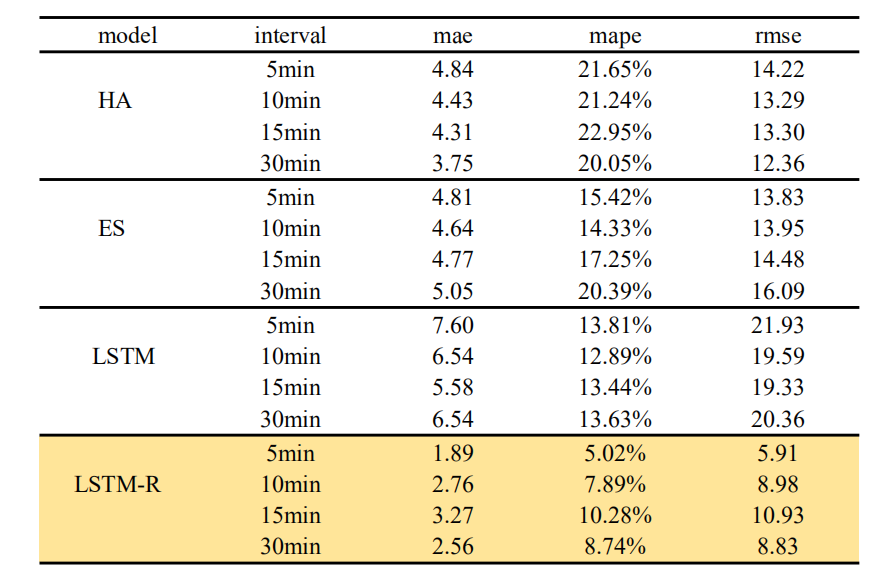 model interval mae mape rmse
5min 4.84 21.65% 14.22
HA 10min 4.43 21.24% 13.29
15min 4.31 22.95% 13.30
30min 3.75 20.05% 12.36
5min 4.81 15.42% 13.83
ES 10min 4.64 14.33% 13.95
15min 4.77 17.25% 14.48
30min 5.05 20.39% 16.09
5min 7.60 13.81% 21.93
LSTM 10min 6.54 12.89% 19.59
15min 5.58 13.44% 19.33
30min 6.54 13.63% 20.36
5min 1.89 5.02% 5.91
LSTM-R 10min 2.76 7.89% 8.98
15min 3.27 10.28% 10.93
30min 2.56 8.74% 8.83